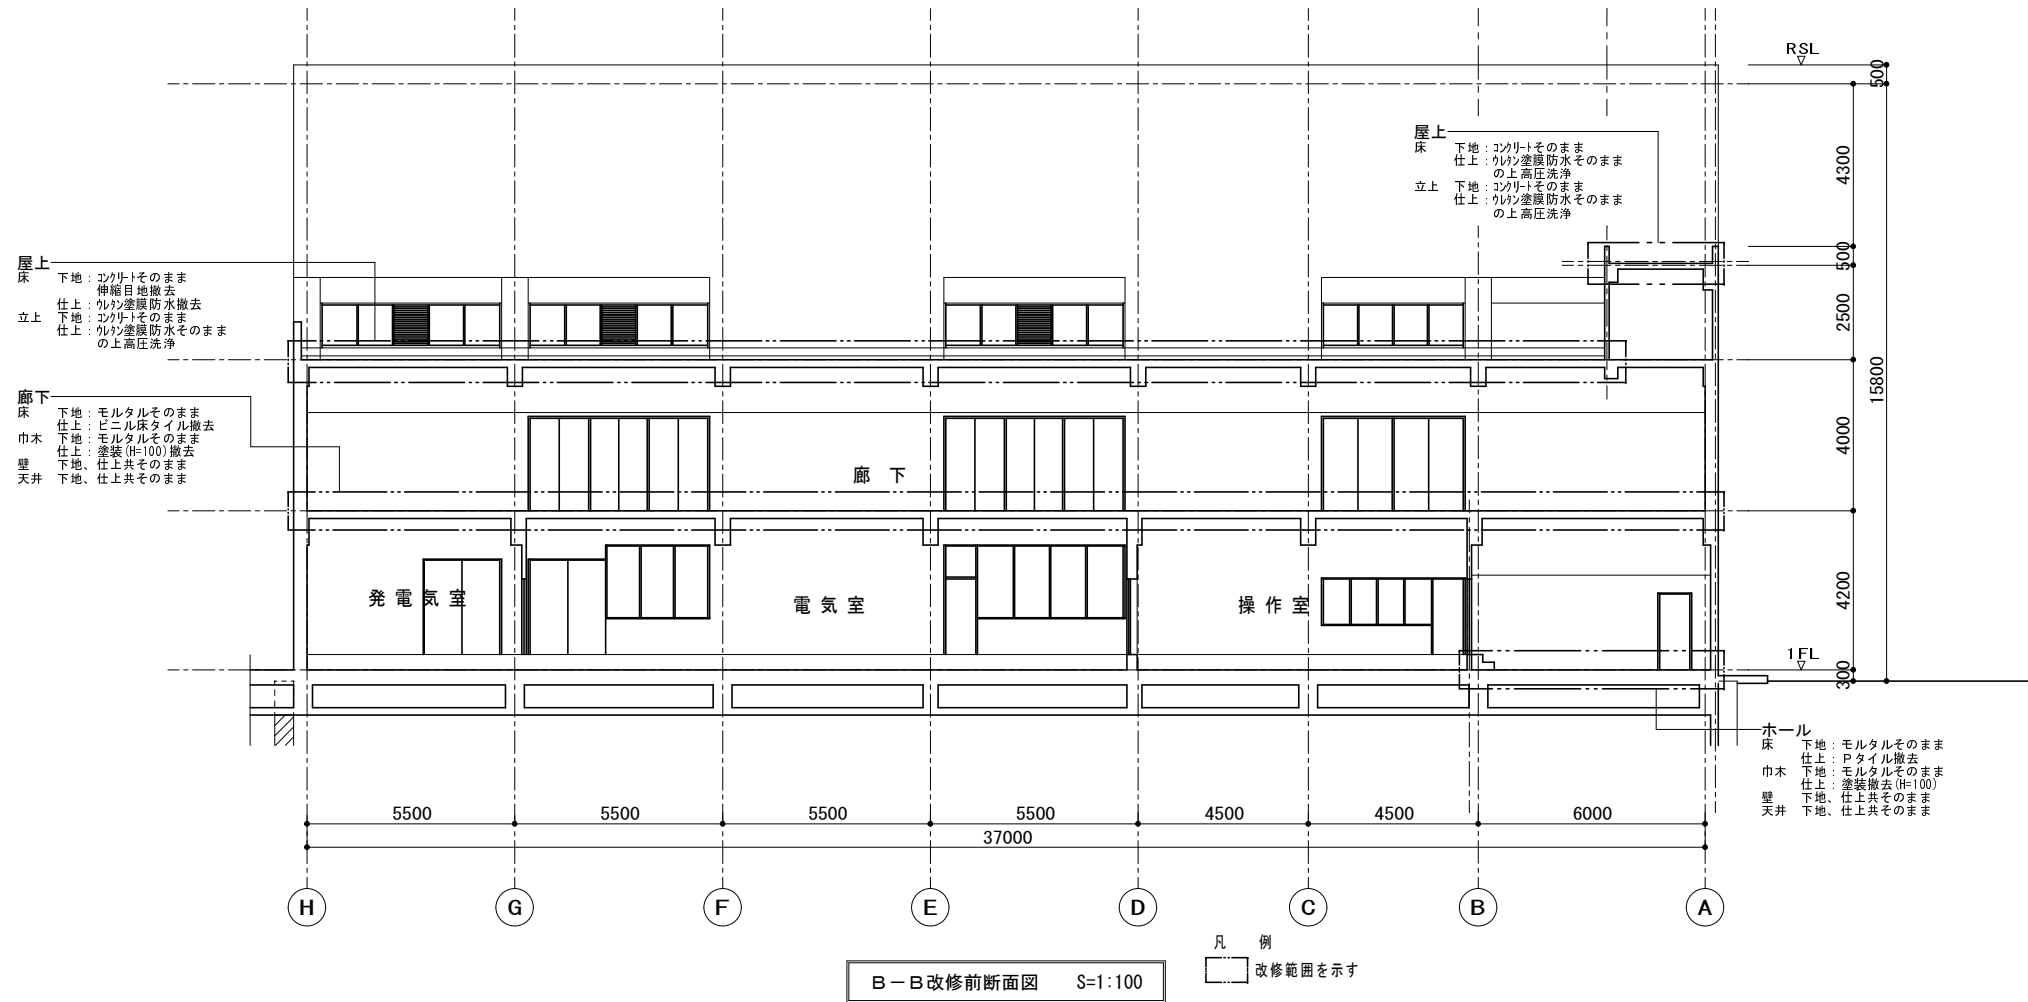 RSL
500
屋上
床 下地：コンクリートそのまま
仕上：ウレタン塗膜防水そのまま
の上高圧洗浄
立上 下地：コンクリートそのまま
仕上：ウレタン塗膜防水そのまま
の上高圧洗浄
4300
屋上
床 下地：コンクリートそのまま
伸縮目地撤去
仕上：ウレタン塗膜防水撤去
立上 下地：コンクリートそのまま
仕上：ウレタン塗膜防水そのまま
の上高圧洗浄
500
2500
15800
廊下
床 下地：モルタルそのまま
仕上：ビニル床タイル撤去
巾木 下地：モルタルそのまま
仕上：塗装(H=100)撤去
壁 下地、仕上共そのまま
天井 下地、仕上共そのまま
廊下
4000
発電気室
電気室
操作室
4200
1FL
300
ホール
床 下地：モルタルそのまま
仕上：Ｐタイル撤去
巾木 下地：モルタルそのまま
仕上：塗装撤去(H=100)
壁 下地、仕上共そのまま
天井 下地、仕上共そのまま
5500 5500 5500 5500 4500 4500 6000
37000
H G F E D C B A
凡例
改修範囲を示す
Ｂ－Ｂ改修前断面図 S=1:100